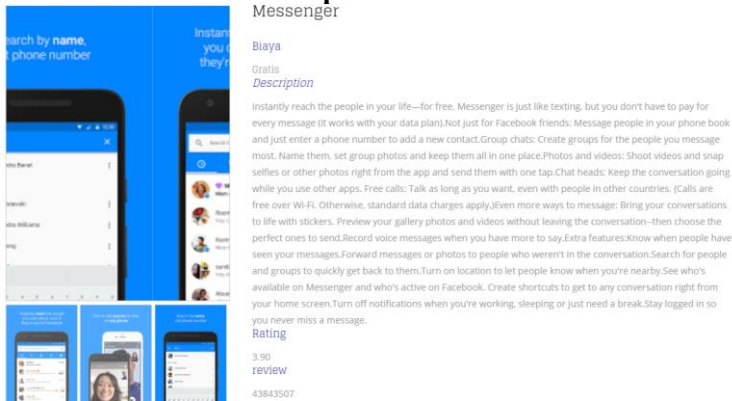 Messenger
earch by name,
phone number
Instan
you c
they'r
Biaya
Gratis
Description
Instantly reach the people in your life—for free. Messenger is just like texting, but you don't have to pay for
every message (it works with your data plan).Not just for Facebook friends: Message people in your phone book
and just enter a phone number to add a new contact.Group chats: Create groups for the people you message
most. Name them, set group photos and keep them all in one place.Photos and videos: Shoot videos and snap
selfies or other photos right from the app and send them with one tap.Chat heads: Keep the conversation going
while you use other apps. Free calls: Talk as long as you want, even with people in other countries. (Calls are
free over Wi-Fi. Otherwise, standard data charges apply.)Even more ways to message: Bring your conversations
to life with stickers. Preview your gallery photos and videos without leaving the conversation--then choose the
perfect ones to send.Record voice messages when you have more to say.Extra features:Know when people have
seen your messages.Forward messages or photos to people who weren't in the conversation.Search for people
and groups to quickly get back to them.Turn on location to let people know when you're nearby.See who's
available on Messenger and who's active on Facebook. Create shortcuts to get to any conversation right from
your home screen.Turn off notifications when you're working, sleeping or just need a break.Stay logged in so
you never miss a message.
Rating
3.90
review
43843507